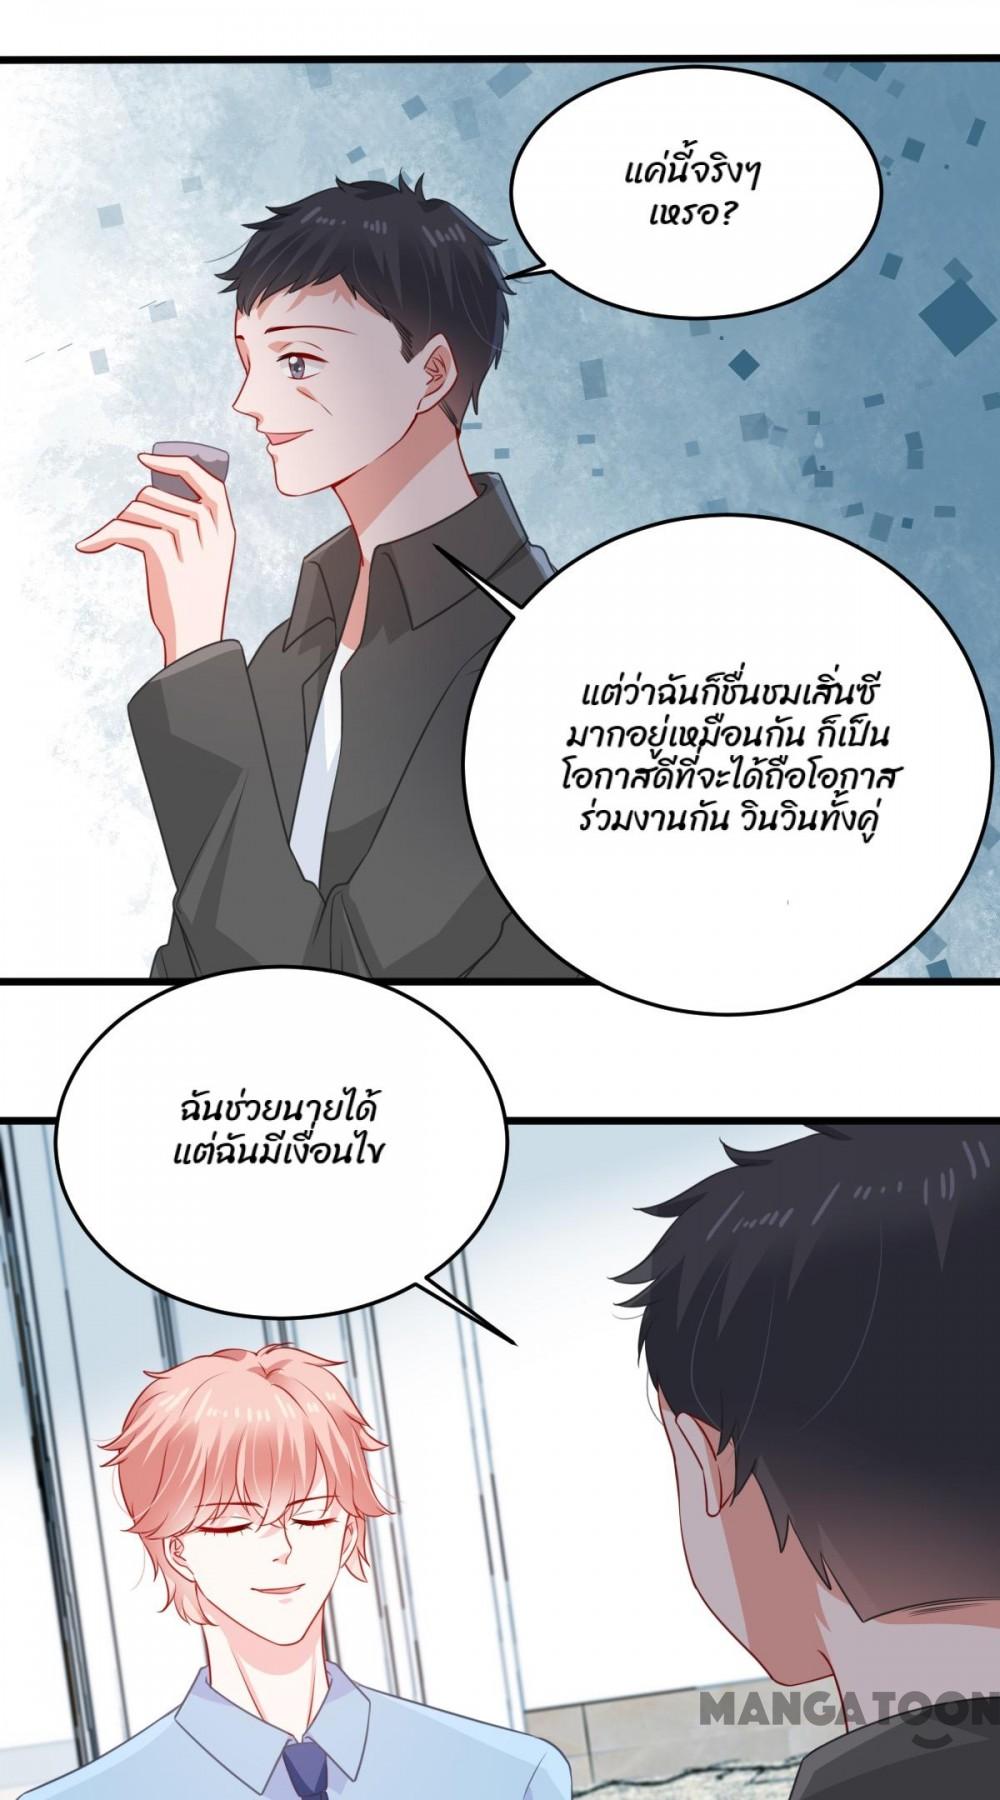 แค่นี้จริงๆ
เหรอ?
แต่ว่าฉันก็ชื่นชมเสิ่นซี
มากอยู่เหมือนกัน ก็เป็น
โอกาสดีที่จะได้ถือโอกาส
ร่วมงานกัน วินวินทั้งคู่
ฉันช่วยนายได้
แต่ฉันมีเงื่อนไข
MANGATOON